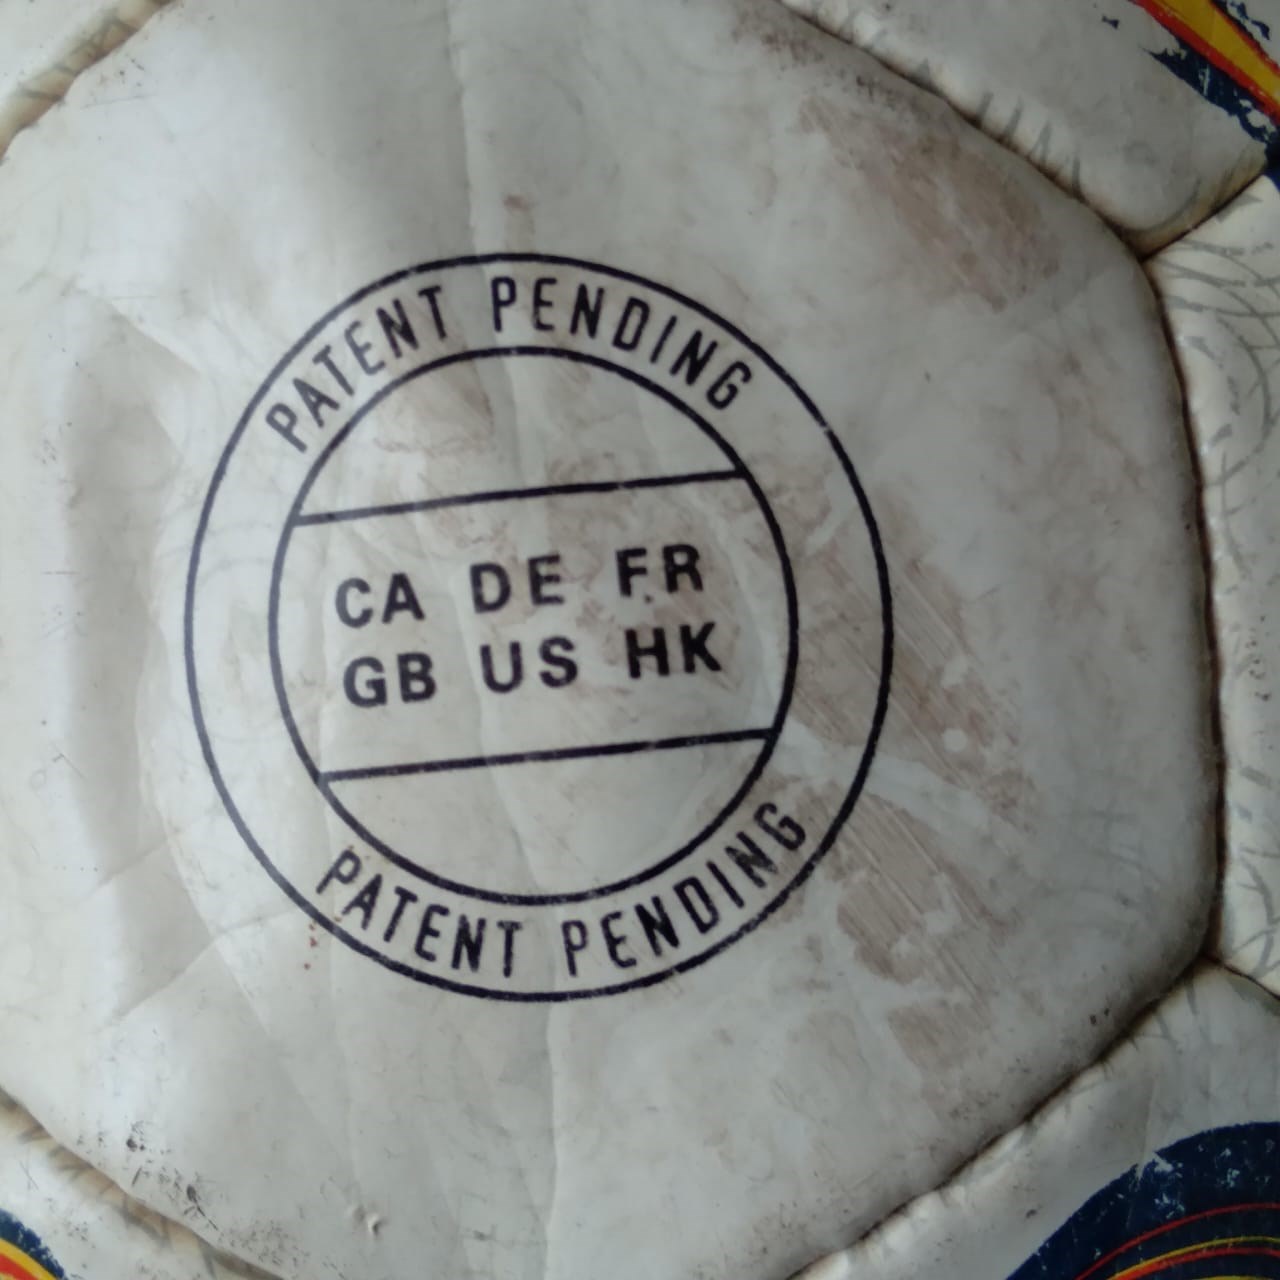 PATENT PENDING
CA DE FR
GB US HK
PATENT PENDING